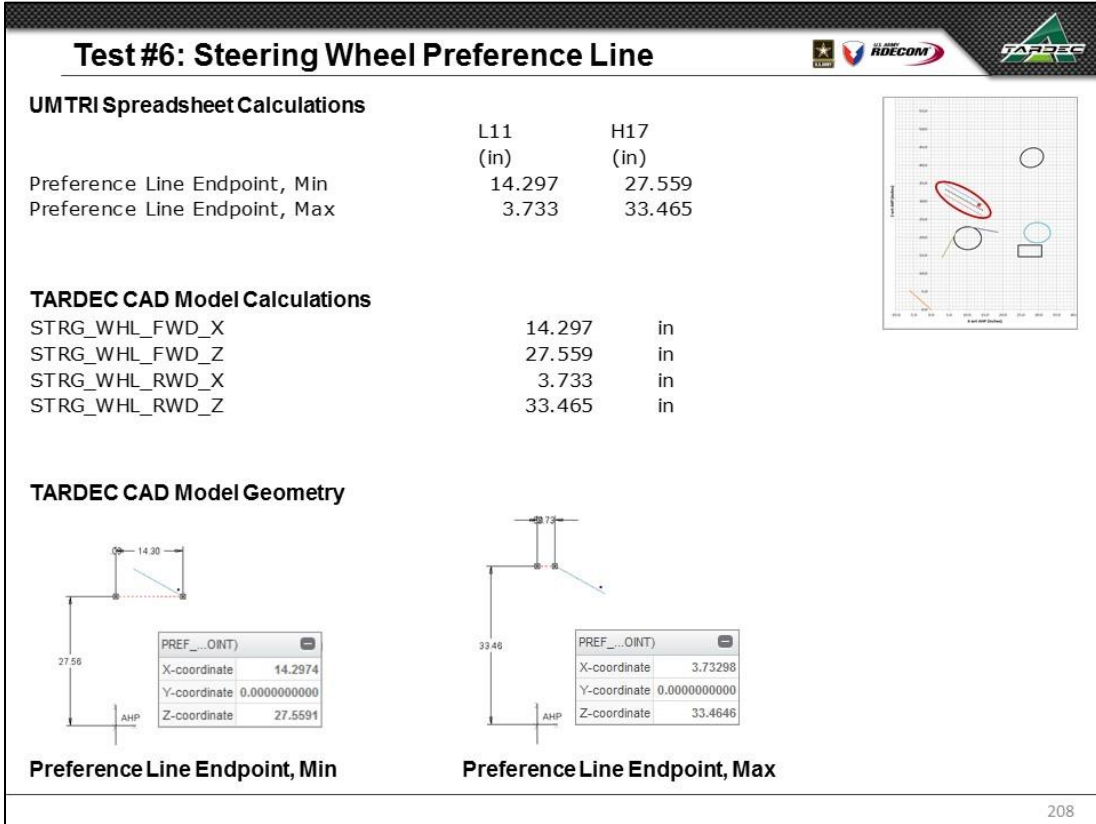 Test #6: Steering Wheel Preference Line
U.S. ARMY
U.S. ARMY
RDECOM
TARDEC
UMTRI Spreadsheet Calculations
L11 H17
(in) (in)
Preference Line Endpoint, Min 14.297 27.559
Preference Line Endpoint, Max 3.733 33.465
TARDEC CAD Model Calculations
STRG_WHL_FWD_X 14.297 in
STRG_WHL_FWD_Z 27.559 in
STRG_WHL_RWD_X 3.733 in
STRG_WHL_RWD_Z 33.465 in
TARDEC CAD Model Geometry
14.30
27.56
AHP
PREF_...OINT)
X-coordinate 14.2974
Y-coordinate 0.0000000000
Z-coordinate 27.5591
33.46
AHP
PREF_...OINT)
X-coordinate 3.73298
Y-coordinate 0.0000000000
Z-coordinate 33.4646
Preference Line Endpoint, Min
Preference Line Endpoint, Max
208